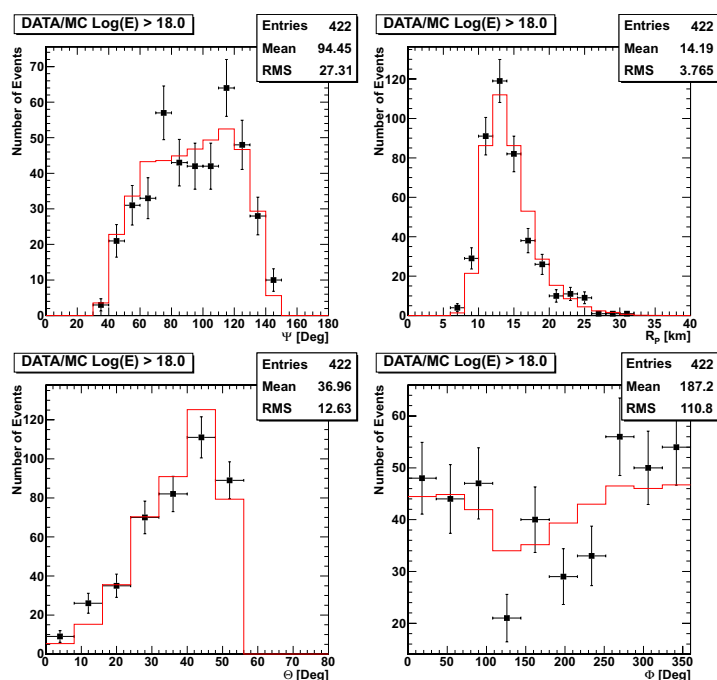 DATA/MC Log(E) > 18.0
Entries 422
Mean 94.45
RMS 27.31
Number of Events
70
60
50
40
30
20
10
0
0 20 40 60 80 100 120 140 160 180
Ψ [Deg]
DATA/MC Log(E) > 18.0
Entries 422
Mean 14.19
RMS 3.765
Number of Events
120
100
80
60
40
20
0
0 5 10 15 20 25 30 35 40
Rₚ [km]
DATA/MC Log(E) > 18.0
Entries 422
Mean 36.96
RMS 12.63
Number of Events
120
100
80
60
40
20
0
0 20 40 60 80
Θ [Deg]
DATA/MC Log(E) > 18.0
Entries 422
Mean 187.2
RMS 110.8
Number of Events
60
50
40
30
20
0 50 100 150 200 250 300 350
Φ [Deg]